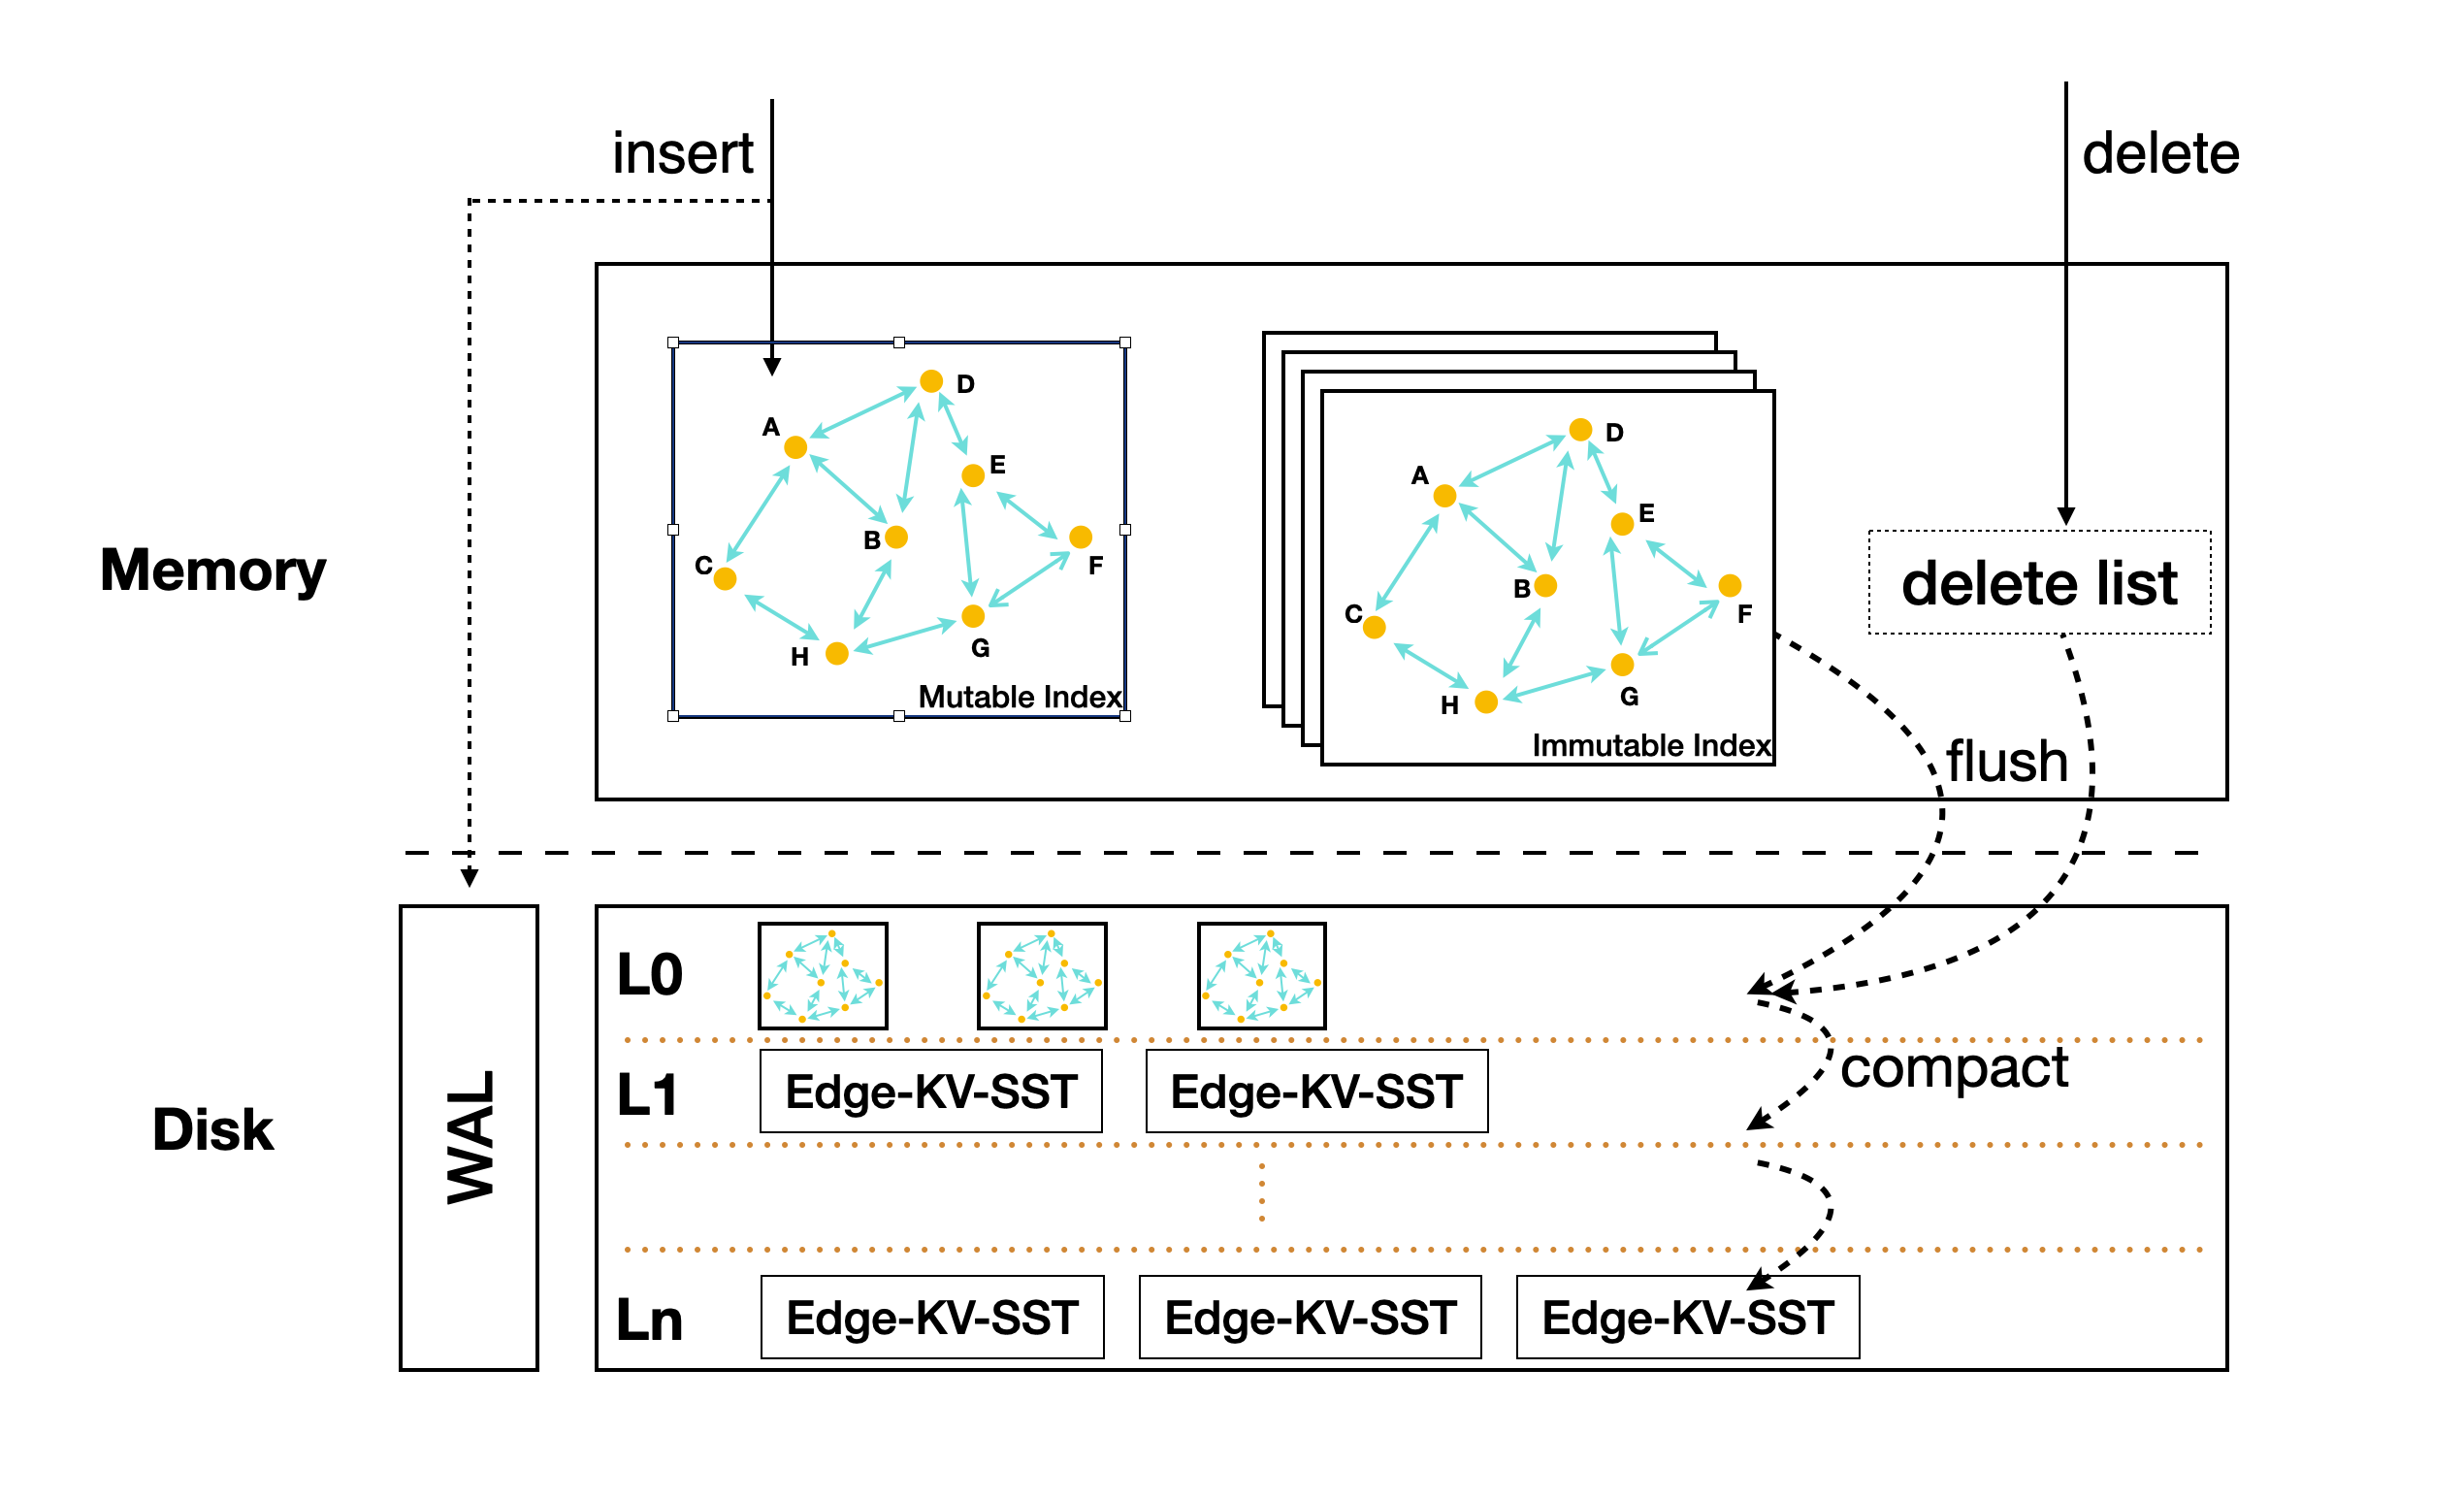 insert
delete
Memory
D
A
E
B
C
F
G
H
Mutable Index
D
A
E
B
C
F
G
H
Immutable Index
delete list
flush
Disk
WAL
L0
L1
Edge-KV-SST
Edge-KV-SST
compact
Ln
Edge-KV-SST
Edge-KV-SST
Edge-KV-SST